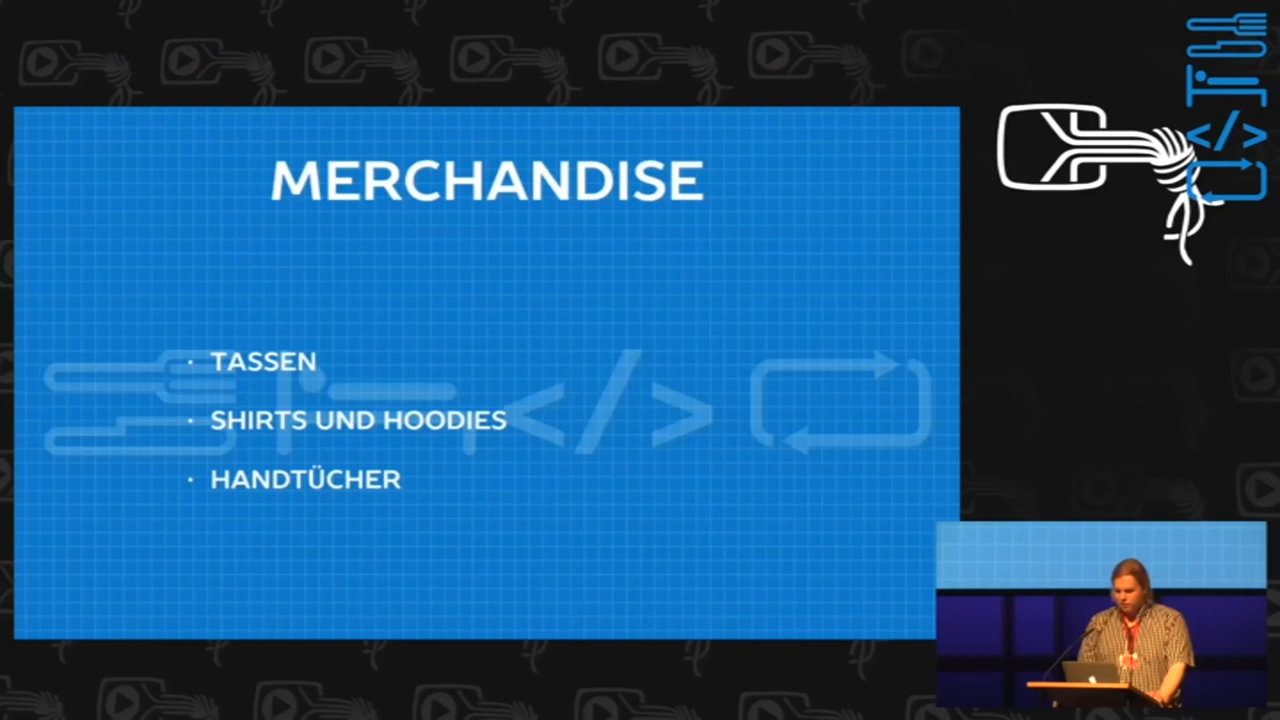 MERCHANDISE
· TASSEN
· SHIRTS UND HOODIES
· HANDTÜCHER